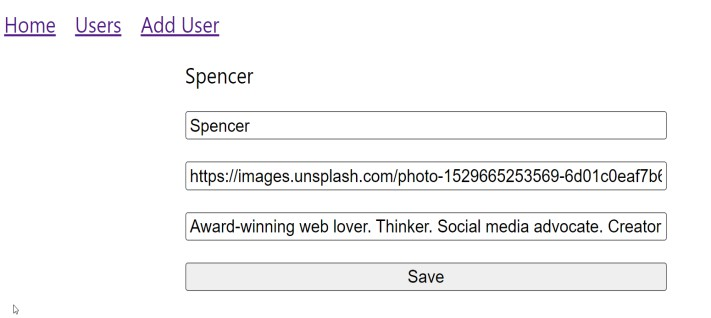 Home Users Add User
Spencer
Spencer
https://images.unsplash.com/photo-1529665253569-6d01c0eaf7b6
Award-winning web lover. Thinker. Social media advocate. Creator
Save